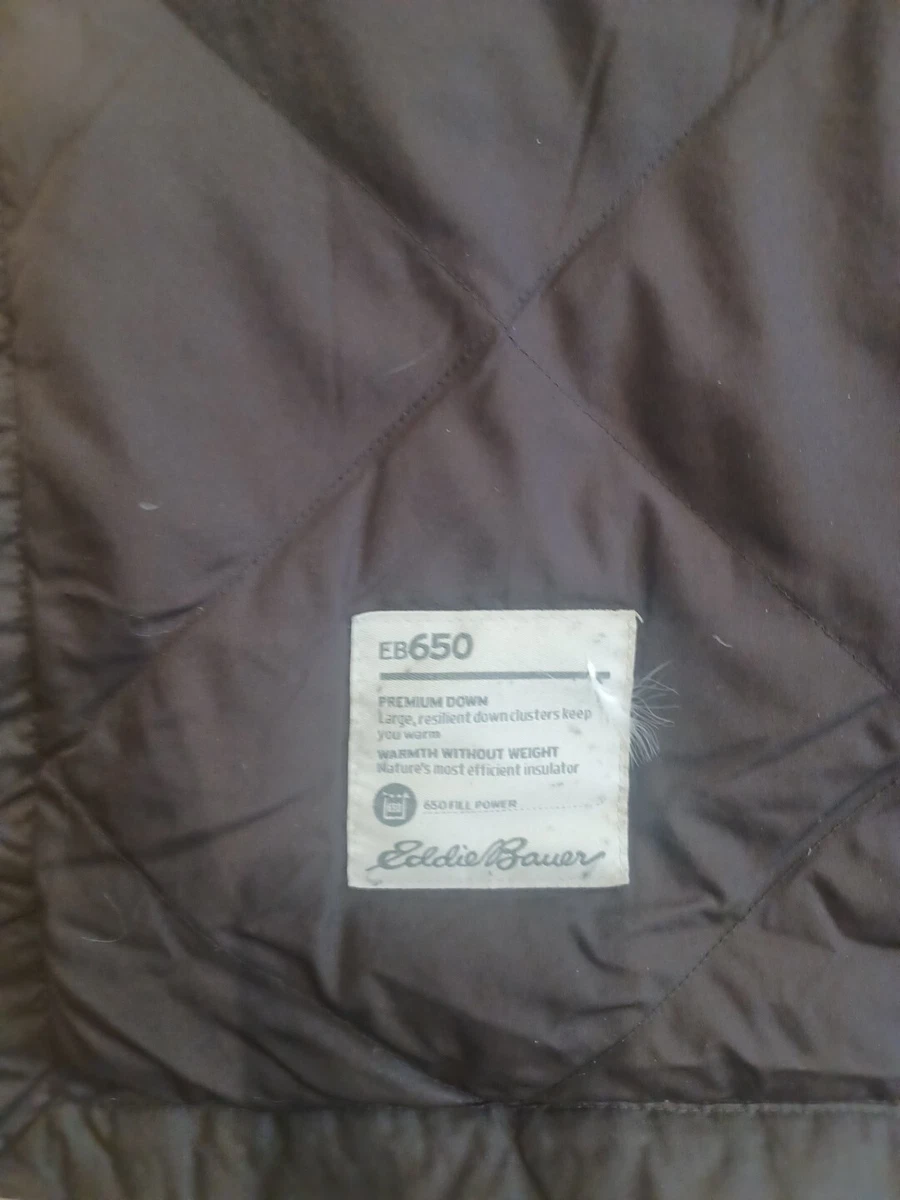 EB650
PREMIUM DOWN
Large, resilient down clusters keep
you warm
WARMTH WITHOUT WEIGHT
Nature's most efficient insulator
650 FILL POWER
Eddie Bauer